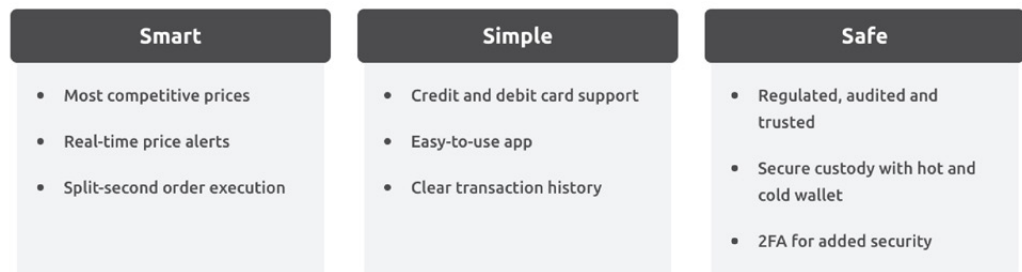 Smart
Most competitive prices
Real-time price alerts
Split-second order execution
Simple
Credit and debit card support
Easy-to-use app
Clear transaction history
Safe
Regulated, audited and
trusted
Secure custody with hot and
cold wallet
2FA for added security